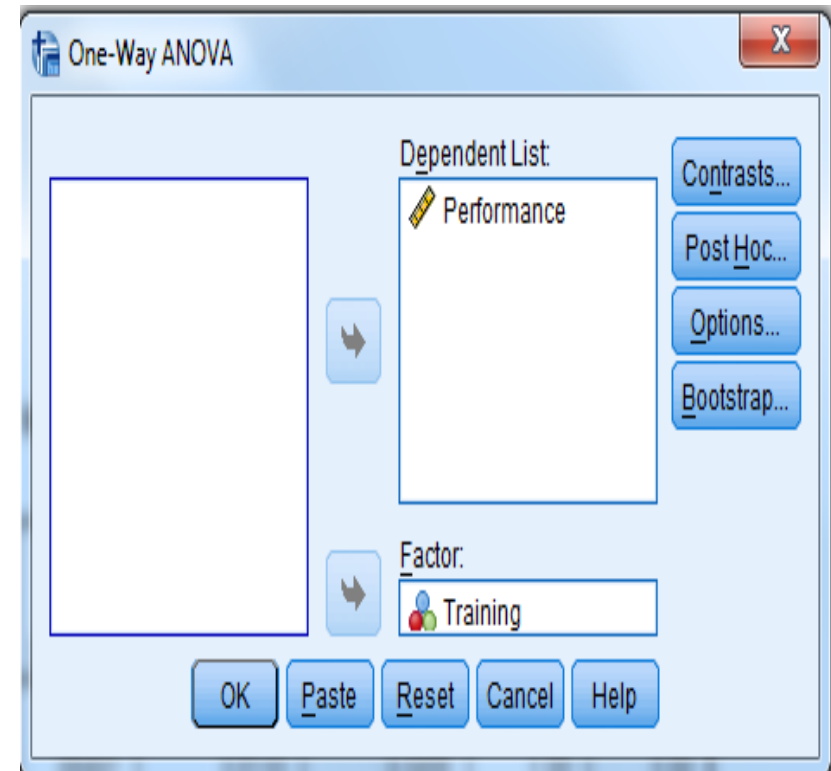 One-Way ANOVA
X
Dependent List:
Performance
Contrasts...
Post Hoc...
Options...
Bootstrap...
Factor:
Training
OK Paste Reset Cancel Help